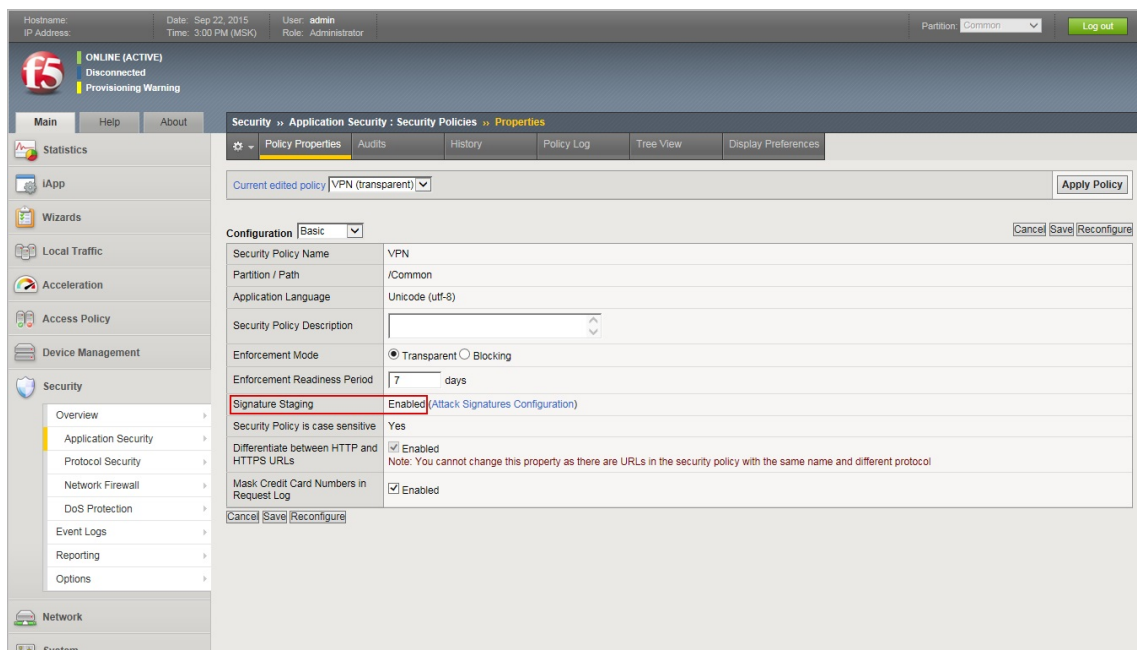 Hostname: Date: Sep 22, 2015 User: admin
IP Address: Time: 3:00 PM (MSK) Role: Administrator
Partition: Common Log out
f5
ONLINE (ACTIVE)
Disconnected
Provisioning Warning
Main Help About
Security » Application Security : Security Policies » Properties
Policy Properties Audits History Policy Log Tree View Display Preferences
Statistics
iApp
Wizards
Local Traffic
Acceleration
Access Policy
Device Management
Security
Overview
Application Security
Protocol Security
Network Firewall
DoS Protection
Event Logs
Reporting
Options
Network
System
Current edited policy VPN (transparent) Apply Policy
Configuration Basic Cancel Save Reconfigure
Security Policy Name VPN
Partition / Path /Common
Application Language Unicode (utf-8)
Security Policy Description
Enforcement Mode Transparent Blocking
Enforcement Readiness Period 7 days
Signature Staging Enabled (Attack Signatures Configuration)
Security Policy is case sensitive Yes
Differentiate between HTTP and HTTPS URLs Enabled
Note: You cannot change this property as there are URLs in the security policy with the same name and different protocol
Mask Credit Card Numbers in Request Log Enabled
Cancel Save Reconfigure